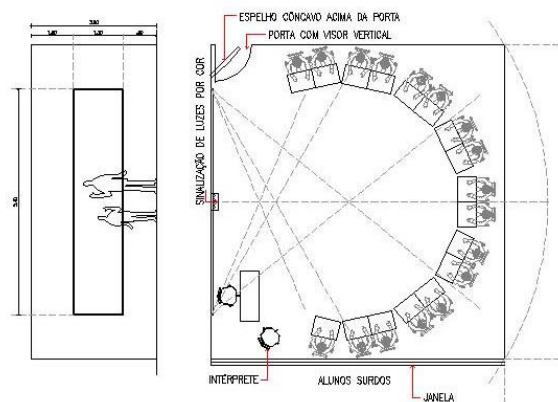 ESPELHO CÔNCAVO ACIMA DA PORTA
PORTA COM VISOR VERTICAL
SINALIZAÇÃO DE LUZES POR COR
INTÉRPRETE
ALUNOS SURDOS
JANELA